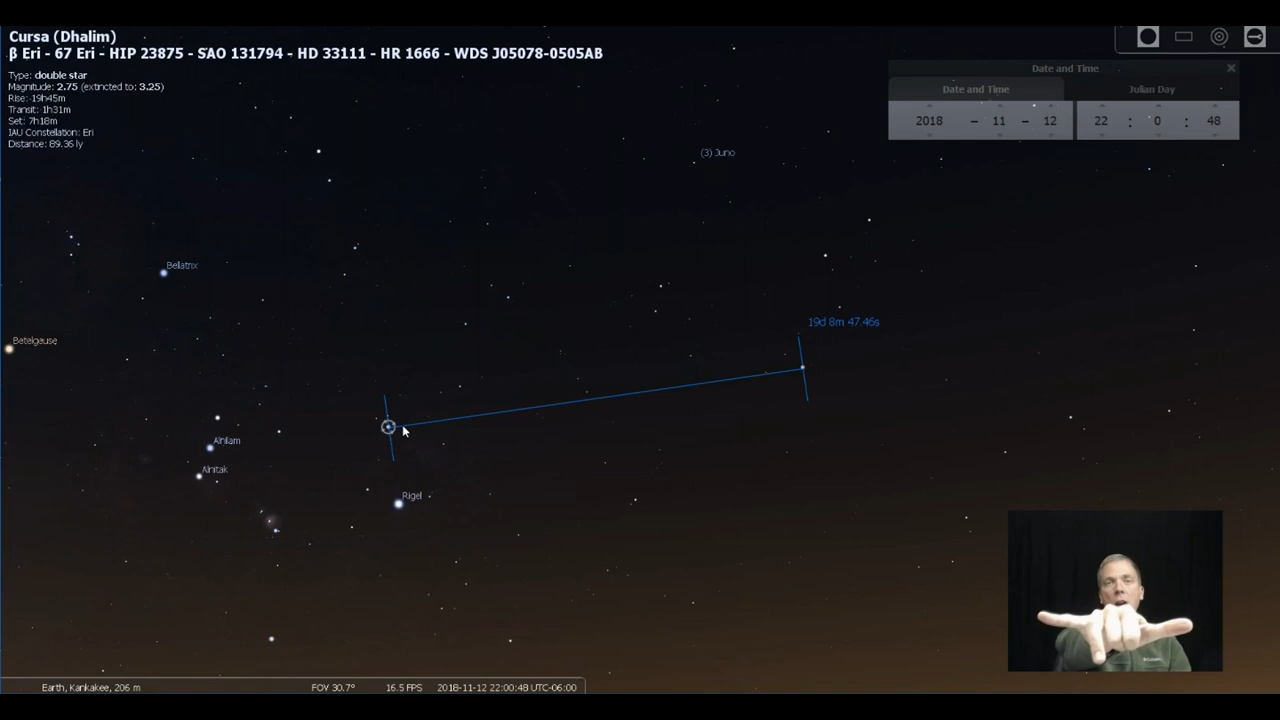 Cursa (Dhalim)
β Eri - 67 Eri - HIP 23875 - SAO 131794 - HD 33111 - HR 1666 - WDS J05078-0505AB
Type: double star
Magnitude: 2.75 (extincted to: 3.25)
Rise: 19h45m
Transit: 1h31m
Set: 7h18m
IAU Constellation: Eri
Distance: 89.36 ly
Date and Time
Date and Time Julian Day
2018 - 11 - 12 22 : 0 : 48
(3) Juno
Bellatrix
19d 8m 47.46s
Betelgeuse
Alnilam
Alnitak
Rigel
Earth, Kankakee, 206 m FOV 30.7° 16.5 FPS 2018-11-12 22:00:48 UTC-06:00